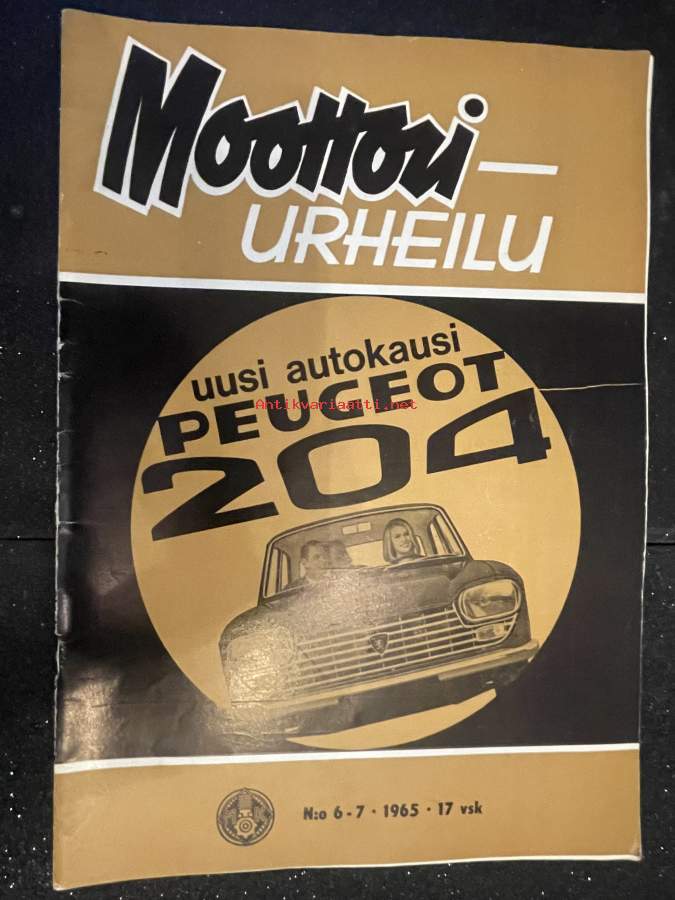 Moottori-
URHEILU
uusi autokausi
PEUGEOT
Antikvariaatti.net
204
N:o 6-7 · 1965 · 17 vsk